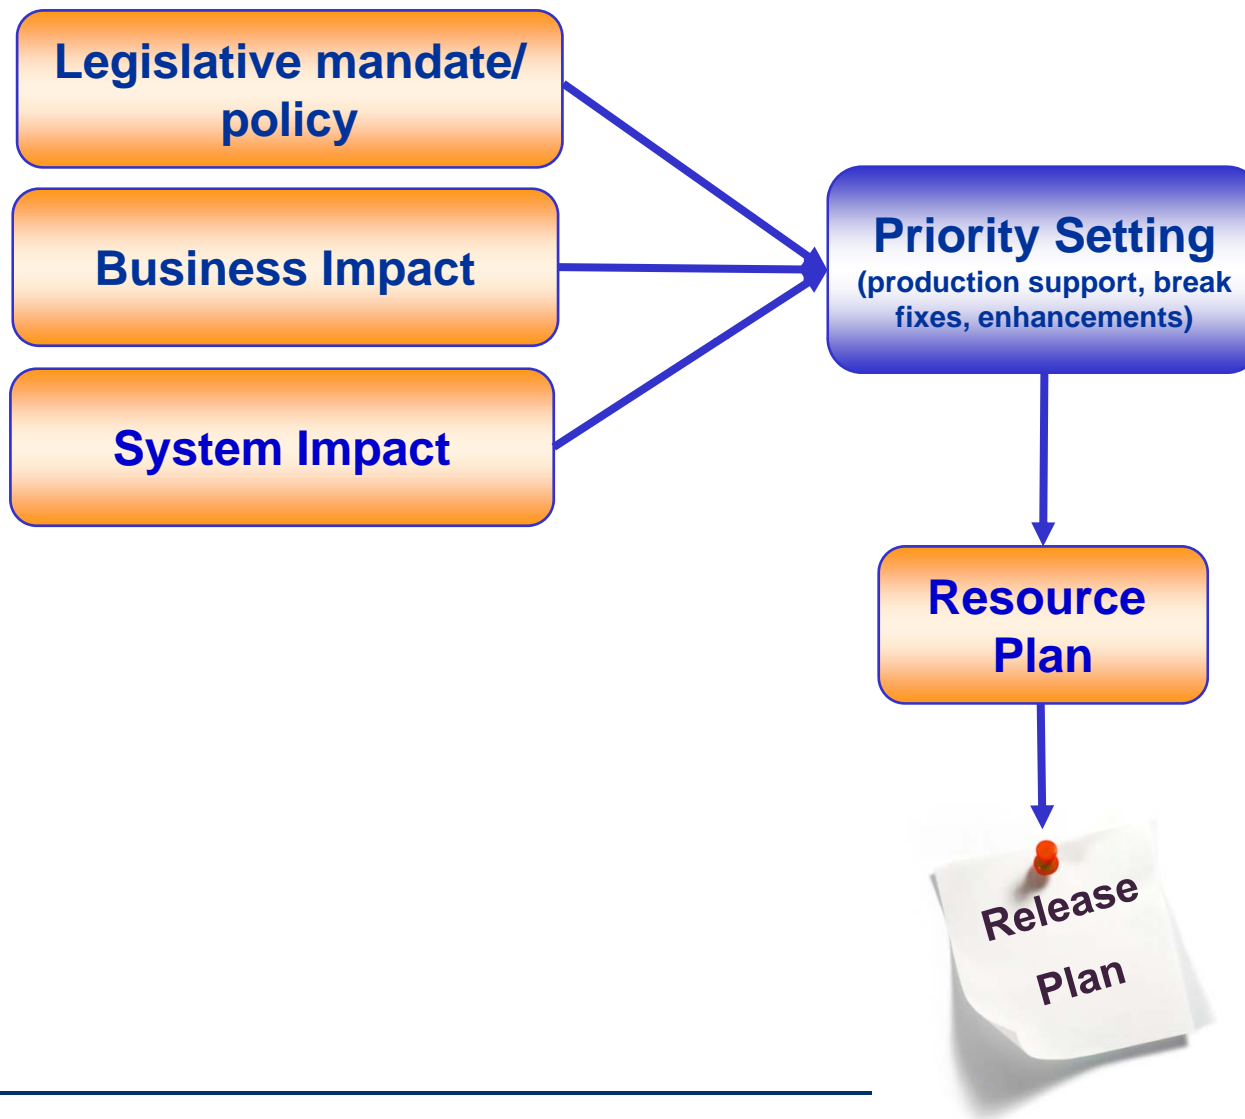 Legislative mandate/
policy
Business Impact
System Impact
Priority Setting
(production support, break
fixes, enhancements)
Resource
Plan
Release
Plan